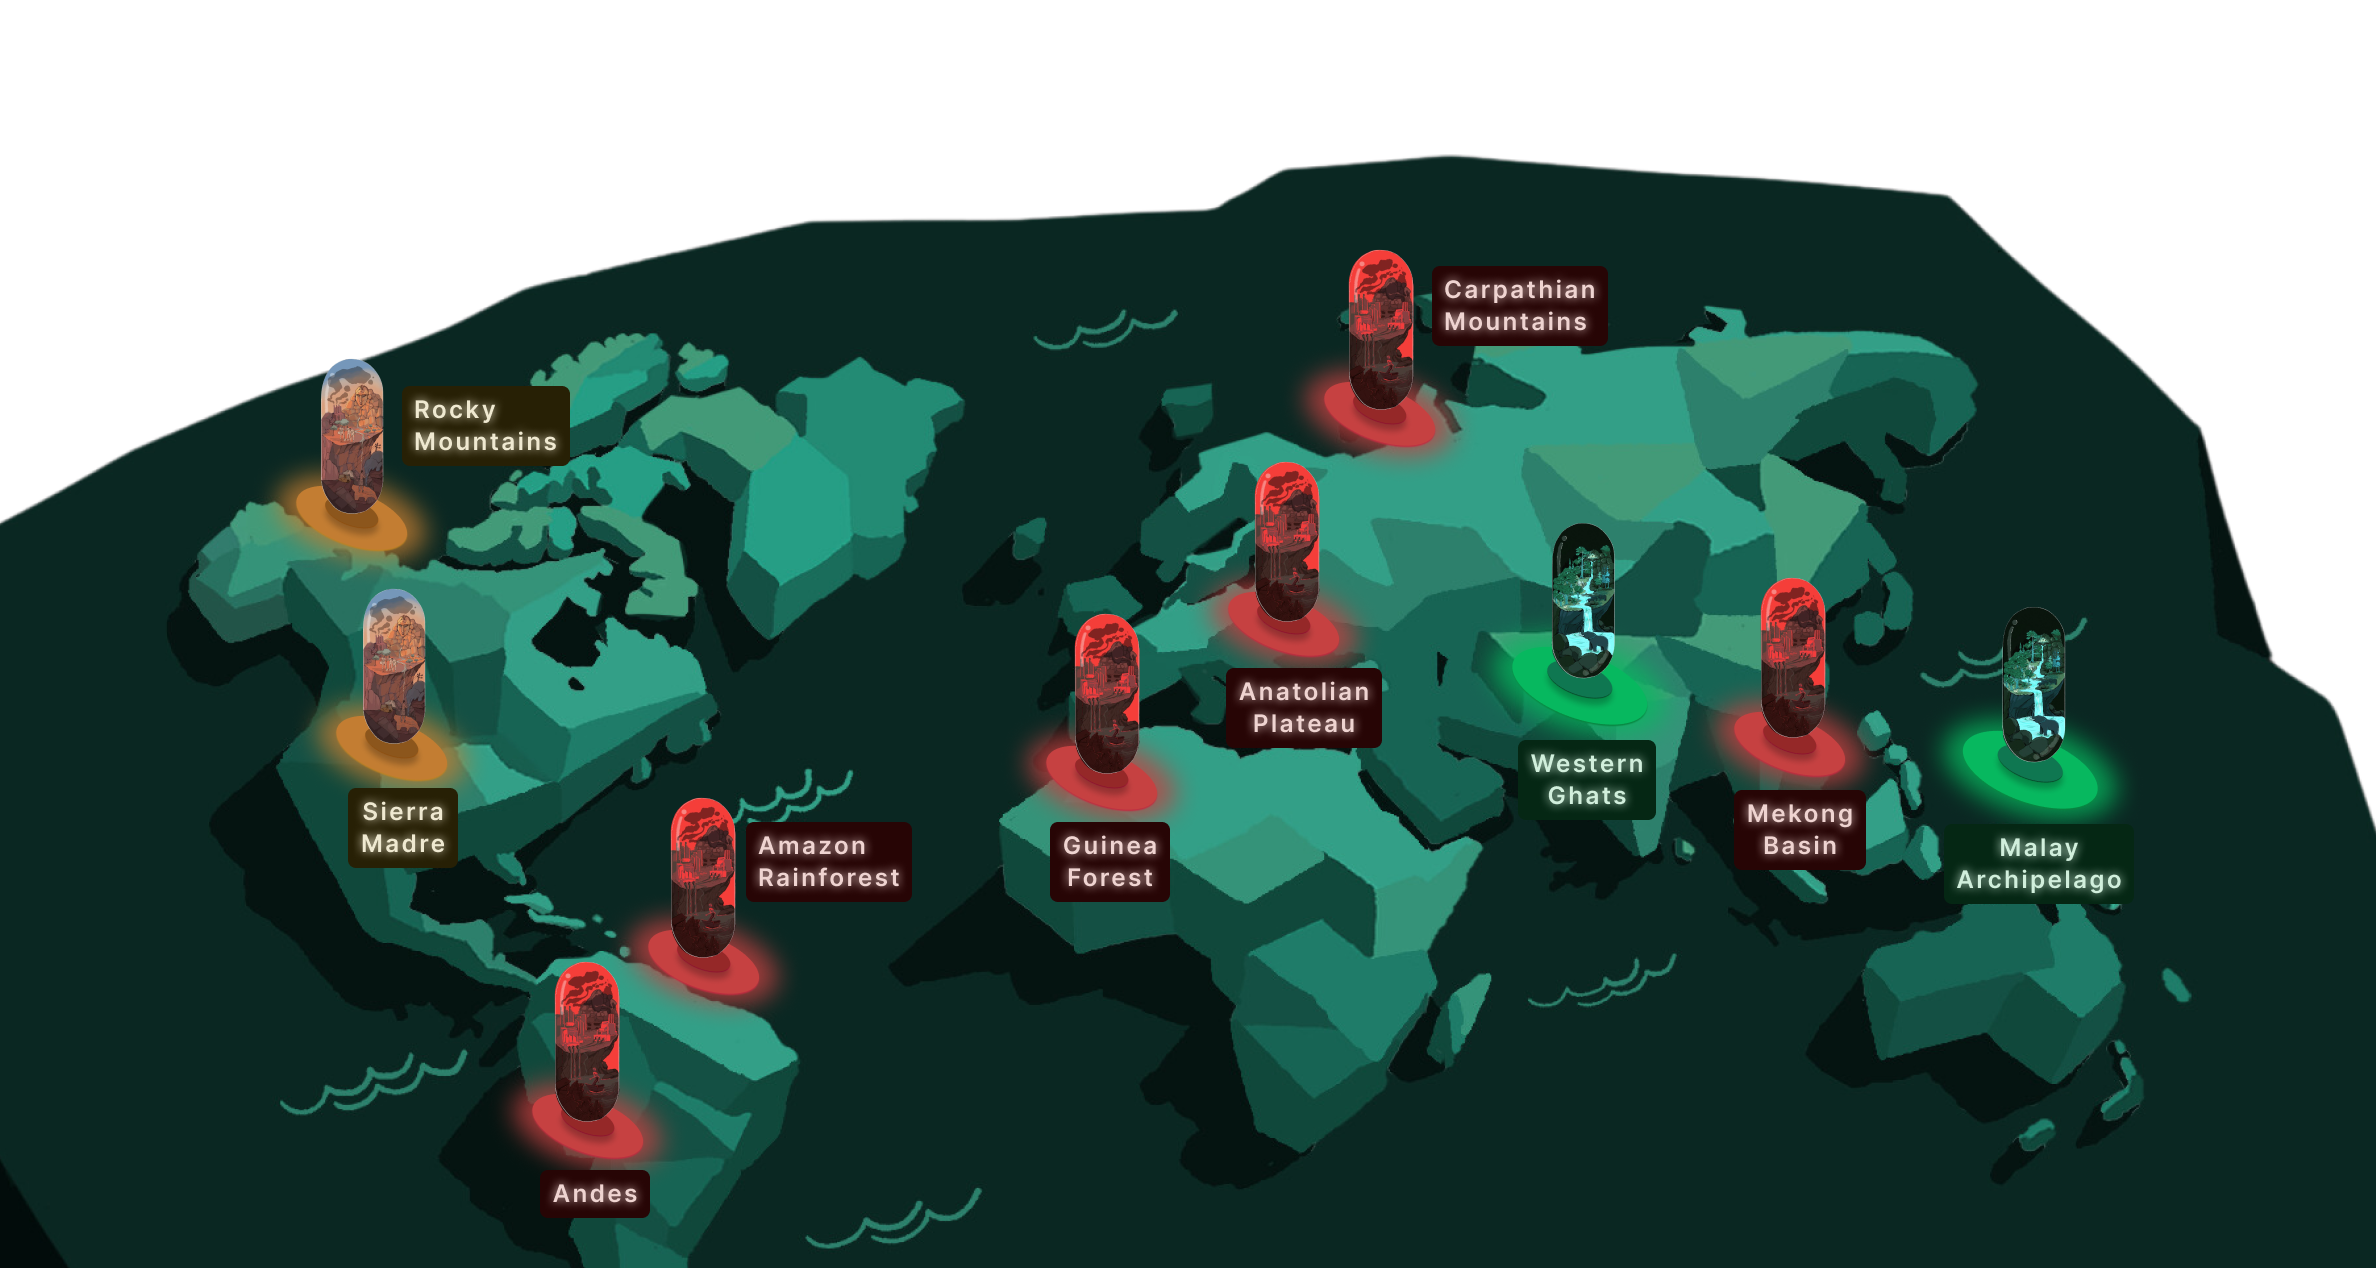 Carpathian
Mountains
Rocky
Mountains
Anatolian
Plateau
Western
Ghats
Sierra
Madre
Amazon
Rainforest
Guinea
Forest
Mekong
Basin
Malay
Archipelago
Andes